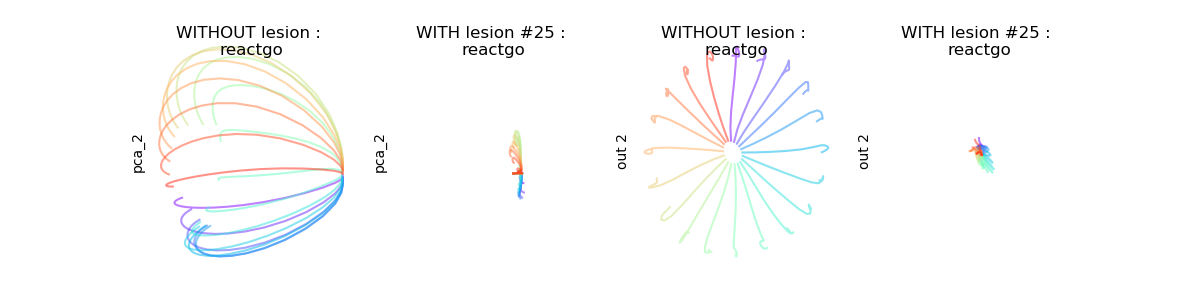 WITHOUT lesion :
reactgo
WITH lesion #25 :
reactgo
WITHOUT lesion :
reactgo
WITH lesion #25 :
reactgo
pca_2
pca_2
out 2
out 2